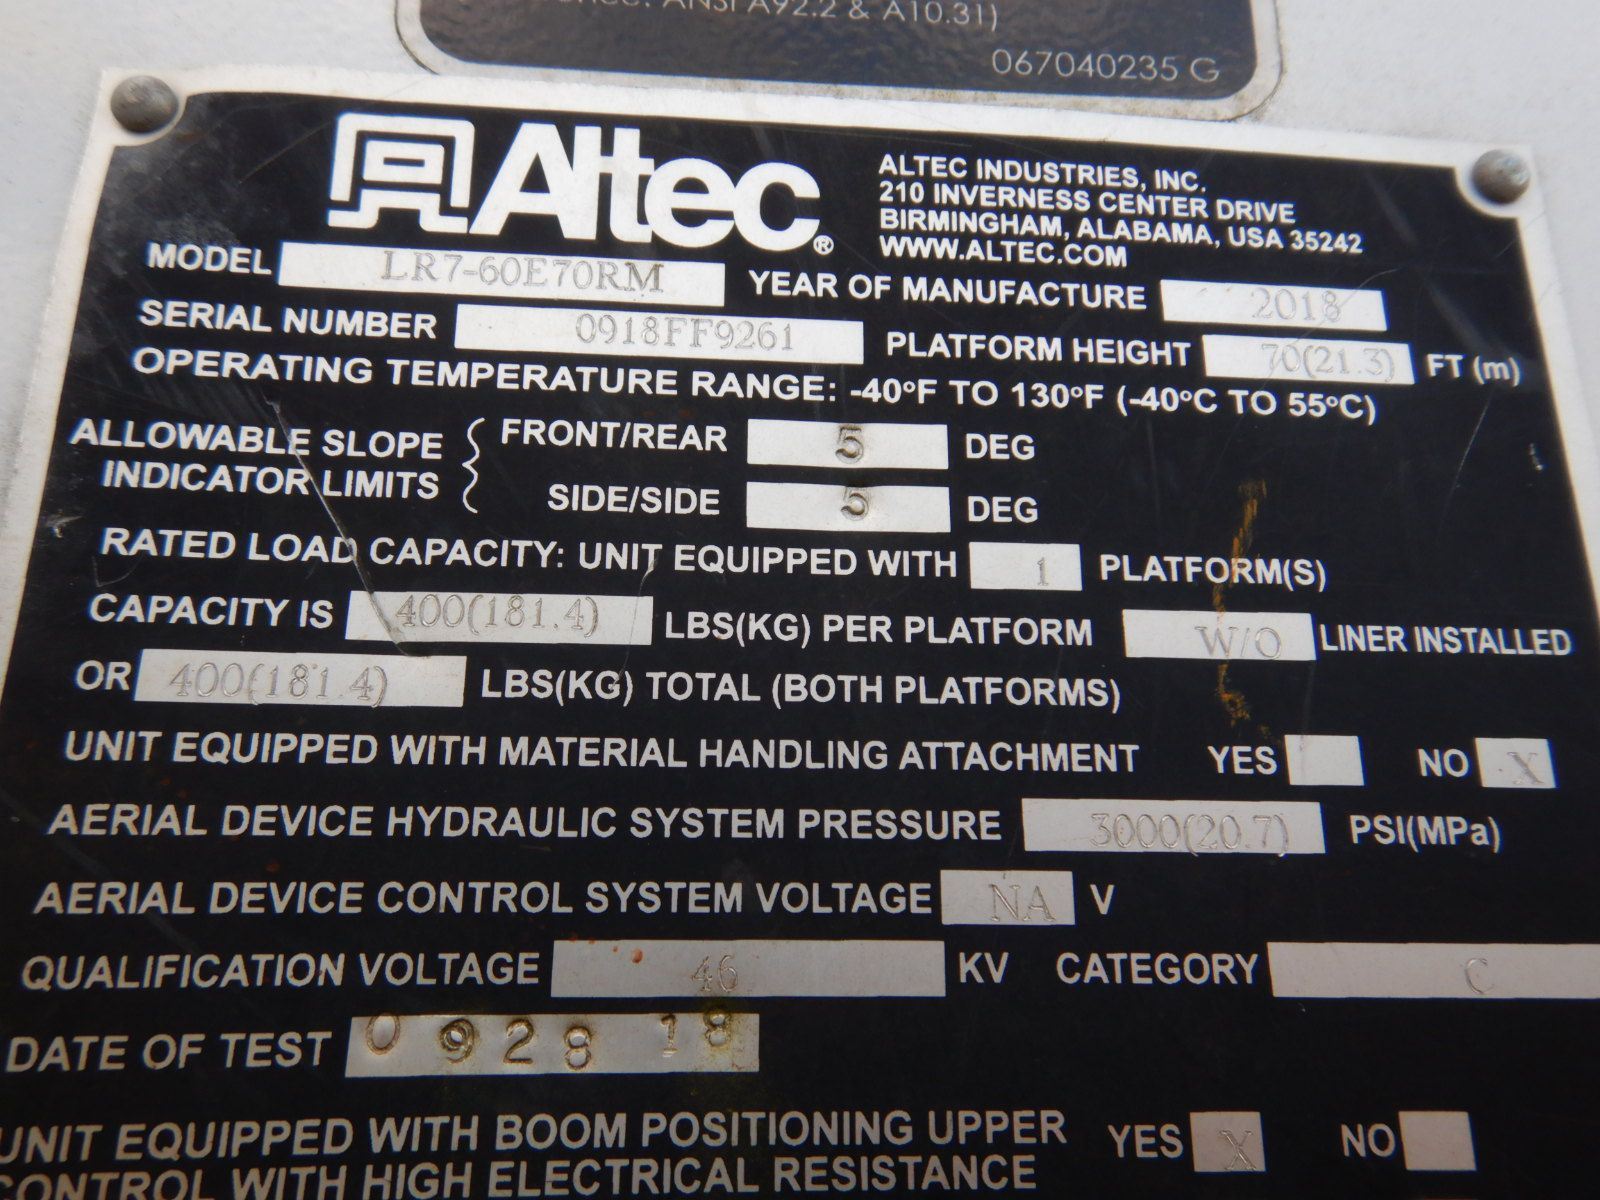 ANSI A92.2 & A10.31)
067040235 G
Altec®
ALTEC INDUSTRIES, INC.
210 INVERNESS CENTER DRIVE
BIRMINGHAM, ALABAMA, USA 35242
WWW.ALTEC.COM
MODEL LR7-60E70RM YEAR OF MANUFACTURE 2018
SERIAL NUMBER 0918FF9261 PLATFORM HEIGHT 70(21.3) FT (m)
OPERATING TEMPERATURE RANGE: -40°F TO 130°F (-40°C TO 55°C)
ALLOWABLE SLOPE INDICATOR LIMITS { FRONT/REAR 5 DEG
SIDE/SIDE 5 DEG
RATED LOAD CAPACITY: UNIT EQUIPPED WITH 1 PLATFORM(S)
CAPACITY IS 400(181.4) LBS(KG) PER PLATFORM W/O LINER INSTALLED
OR 400(181.4) LBS(KG) TOTAL (BOTH PLATFORMS)
UNIT EQUIPPED WITH MATERIAL HANDLING ATTACHMENT YES NO X
AERIAL DEVICE HYDRAULIC SYSTEM PRESSURE 3000(20.7) PSI(MPa)
AERIAL DEVICE CONTROL SYSTEM VOLTAGE NA V
QUALIFICATION VOLTAGE 46 KV CATEGORY C
DATE OF TEST 0 9 2 8 18
UNIT EQUIPPED WITH BOOM POSITIONING UPPER YES X NO
CONTROL WITH HIGH ELECTRICAL RESISTANCE